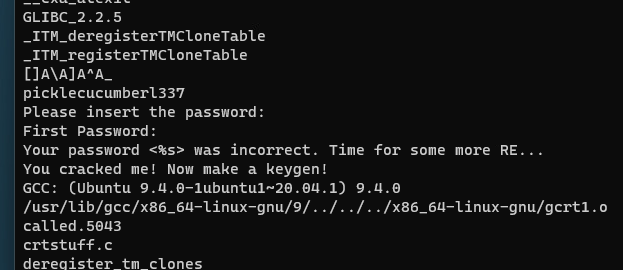 __cxa_atexit
GLIBC_2.2.5
_ITM_deregisterTMCloneTable
_ITM_registerTMCloneTable
[]A\A]A^A_
picklecucumberl337
Please insert the password:
First Password:
Your password <%s> was incorrect. Time for some more RE...
You cracked me! Now make a keygen!
GCC: (Ubuntu 9.4.0-1ubuntu1~20.04.1) 9.4.0
/usr/lib/gcc/x86_64-linux-gnu/9/../../../x86_64-linux-gnu/gcrt1.o
called.5043
crtstuff.c
deregister_tm_clones